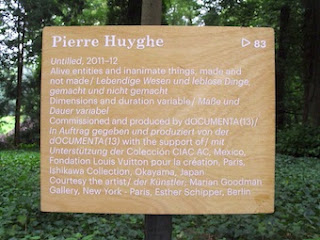 Pierre Huyghe ▷ 83
Untilled, 2011–12
Alive entities and inanimate things, made and
not made / Lebendige Wesen und leblose Dinge,
gemacht und nicht gemacht
Dimensions and duration variable / Maße und
Dauer variabel
Commissioned and produced by dOCUMENTA (13) /
In Auftrag gegeben und produziert von der
dOCUMENTA (13) with the support of / mit
Unterstützung der Colección CIAC AC, Mexico,
Fondation Louis Vuitton pour la création, Paris,
Ishikawa Collection, Okayama, Japan
Courtesy the artist / der Künstler, Marian Goodman
Gallery, New York - Paris, Esther Schipper, Berlin